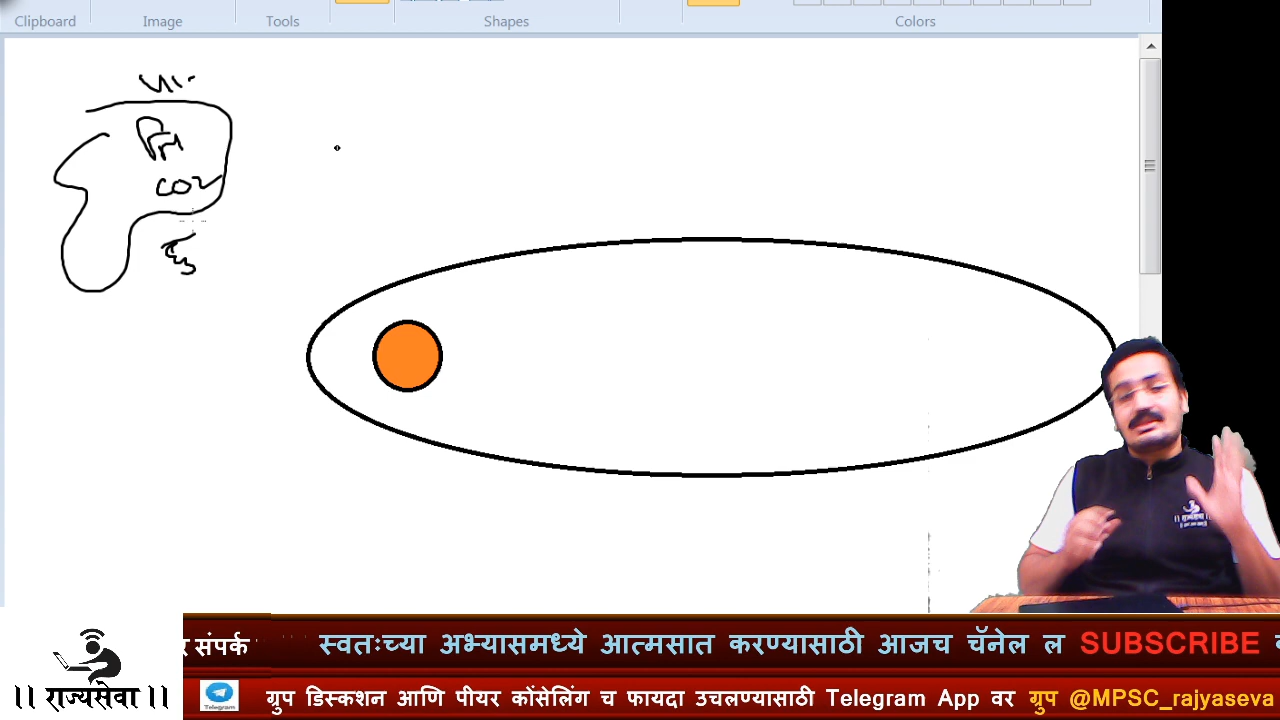 Clipboard Image Tools Shapes Colors
CO2
र संपर्क स्वतःच्या अभ्यासमध्ये आत्मसात करण्यासाठी आजच चॅनेल ल SUBSCRIBE
|| राज्यसेवा ||
Telegram
ग्रुप डिस्कशन आणि पीयर कोंसेलिंग च फायदा उचलण्यासाठी Telegram App वर ग्रुप @MPSC_rajyaseva